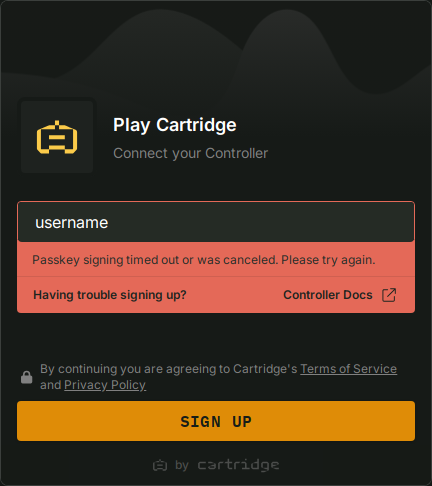 Play Cartridge
Connect your Controller
username
Passkey signing timed out or was canceled. Please try again.
Having trouble signing up? Controller Docs
By continuing you are agreeing to Cartridge's Terms of Service
and Privacy Policy
SIGN UP
by cartridge